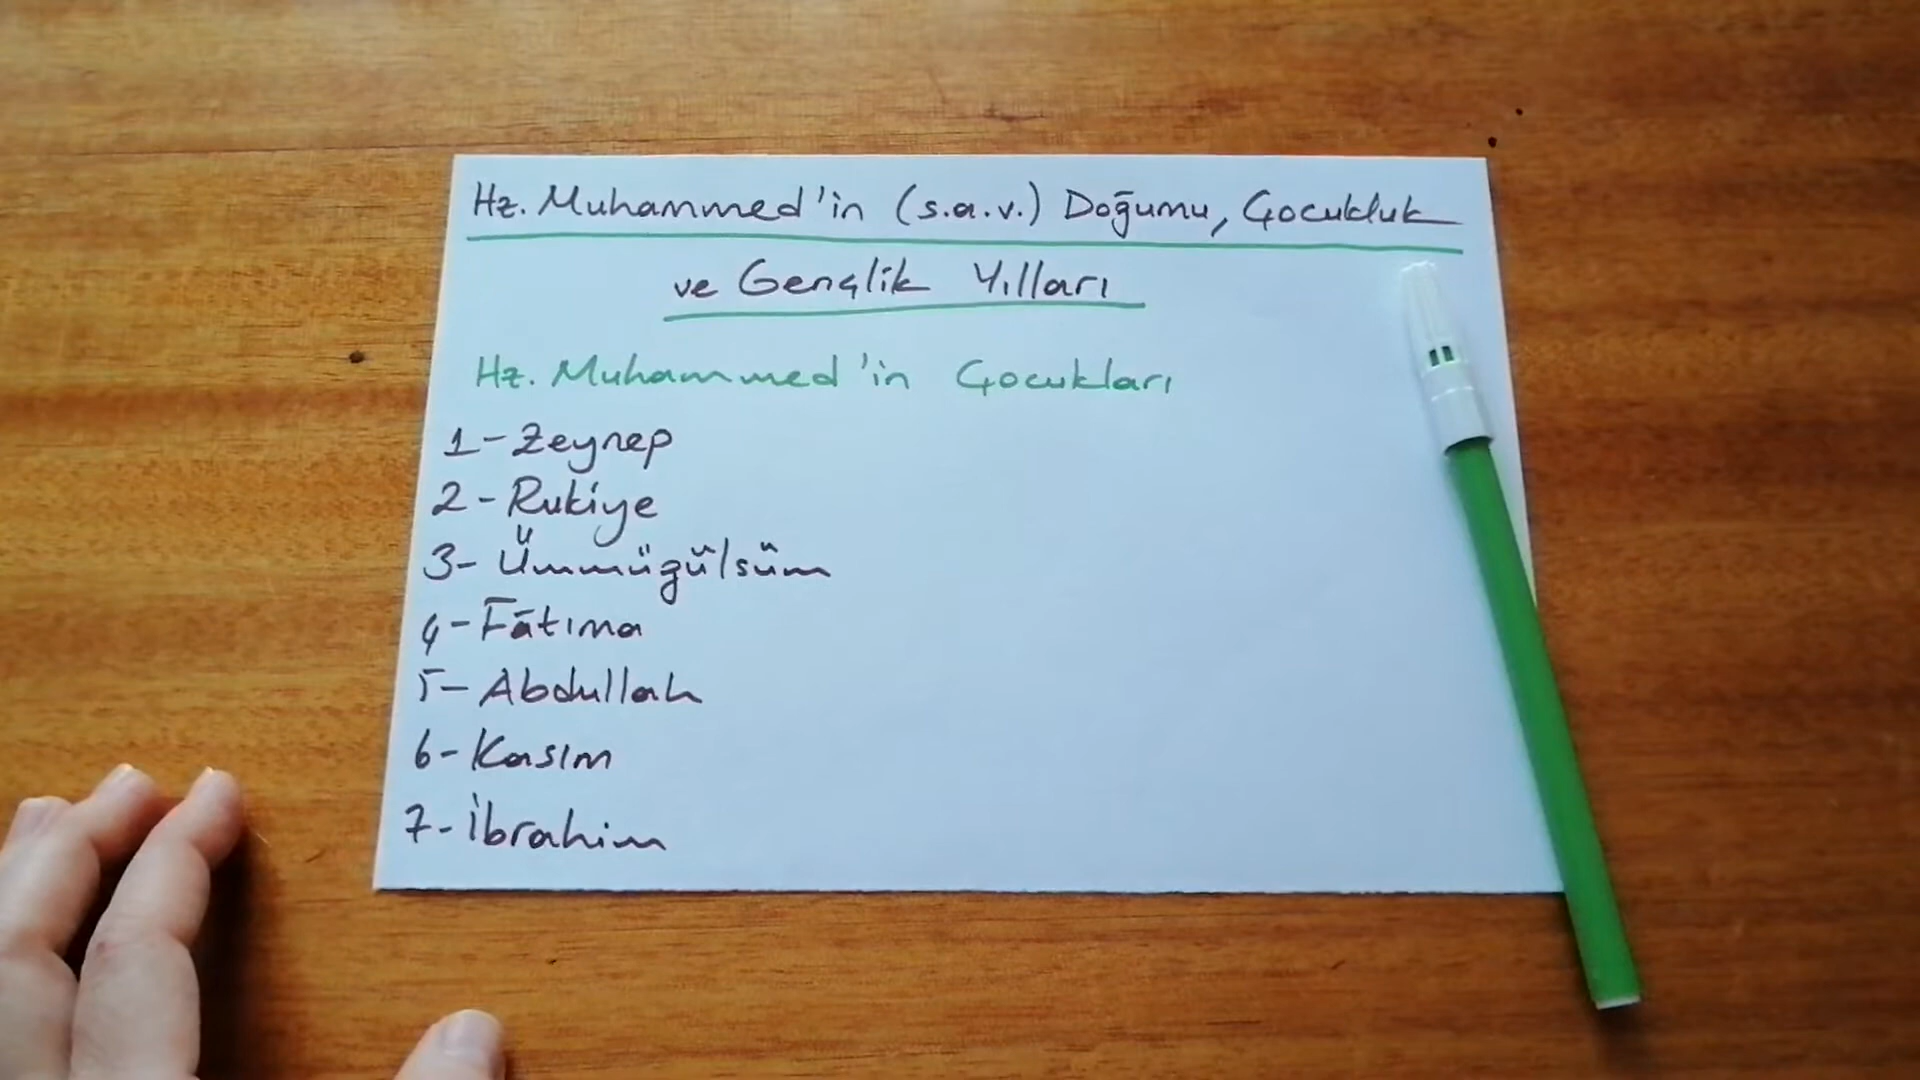 Hz. Muhammed'in (s.a.v.) Doğumu, Çocukluk
ve Gençlik Yılları
Hz. Muhammed'in Çocukları
1- Zeynep
2- Rukiye
3- Ümmügülsüm
4- Fātıma
5- Abdullah
6- Kasım
7- İbrahim